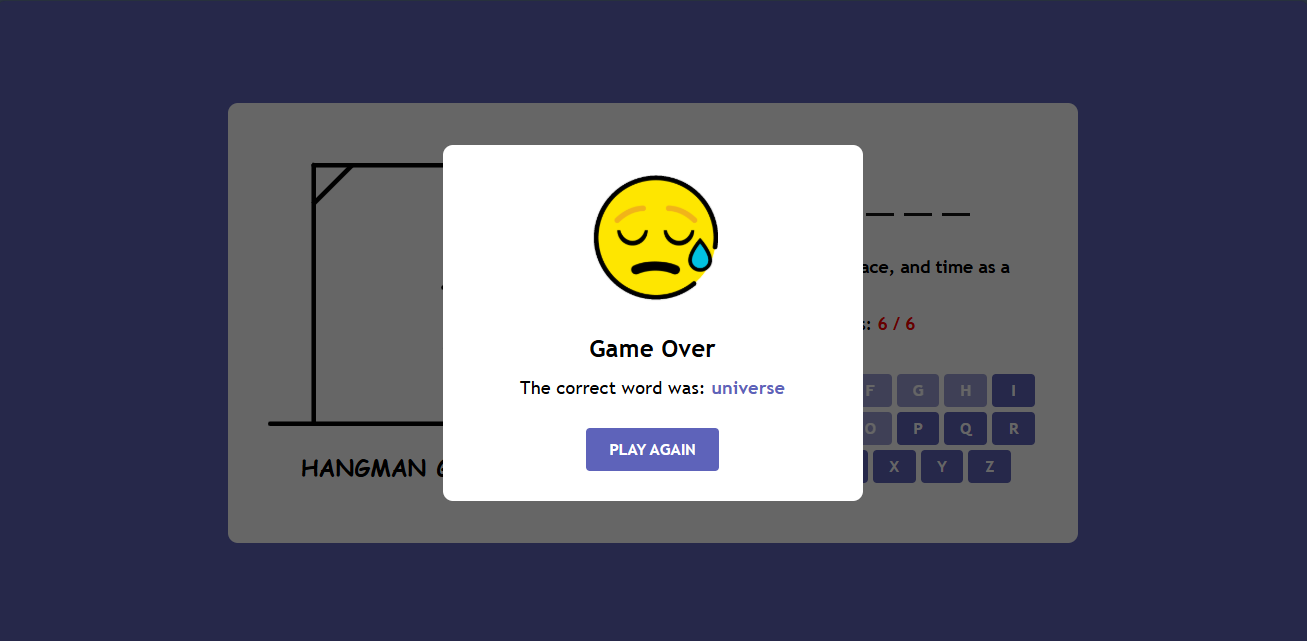 ace, and time as a
s: 6 / 6
Game Over
The correct word was: universe
PLAY AGAIN
F G H I
O P Q R
X Y Z
HANGMAN